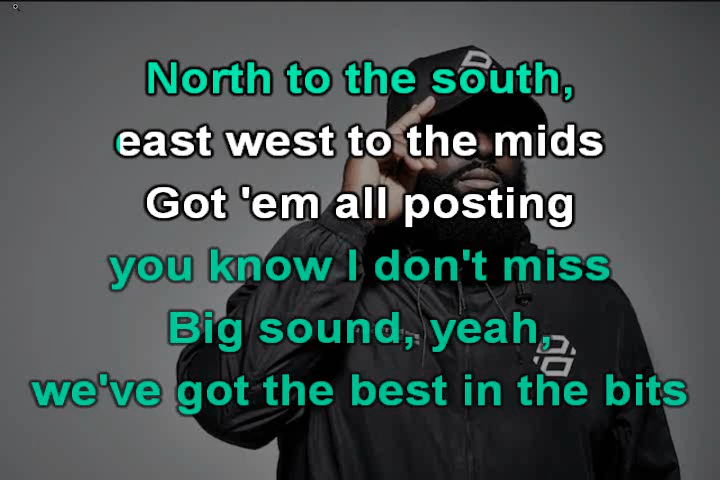 North to the south,
east west to the mids
Got 'em all posting
you know I don't miss
Big sound, yeah,
we've got the best in the bits